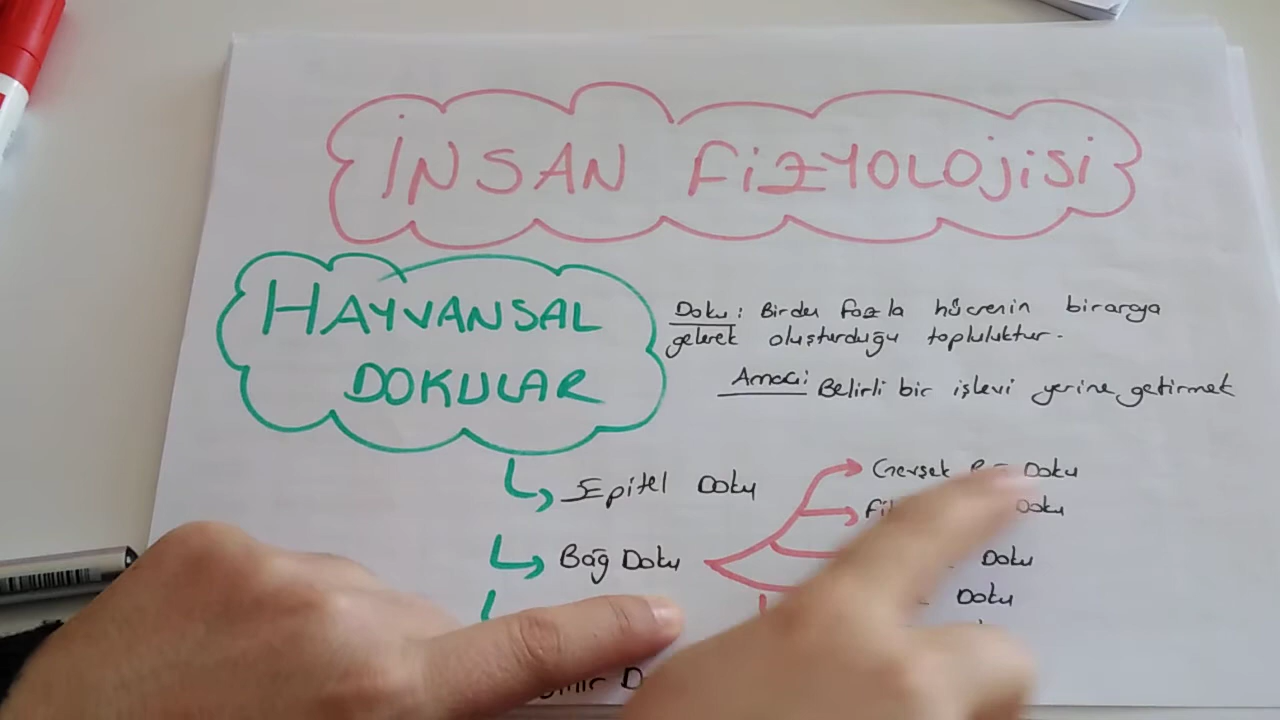 İNSAN FİZYOLOJİSİ
HAYVANSAL
DOKULAR
Doku: Birden fazla hücrenin biraraya
gelerek oluşturduğu topluluktur.
Amacı: Belirli bir işlevi yerine getirmek
Epitel Doku
Bağ Doku
Gevşek Doku
Doku
Doku
Doku